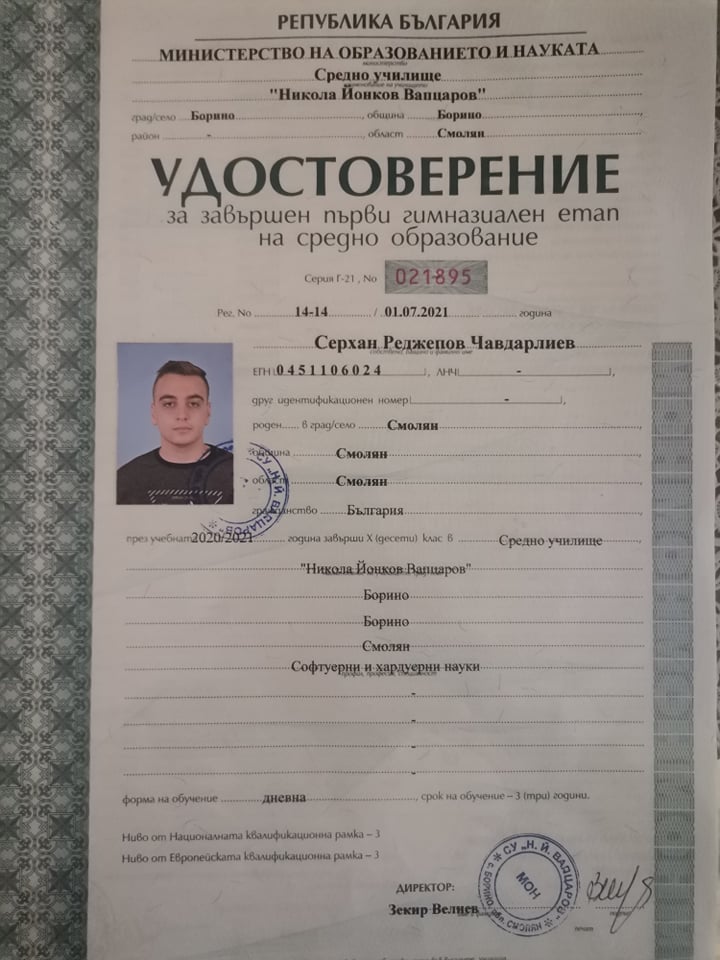 РЕПУБЛИКА БЪЛГАРИЯ
МИНИСТЕРСТВО НА ОБРАЗОВАНИЕТО И НАУКАТА
министерство
Средно училище
наименование на училището
"Никола Йонков Вапцаров"
град/село Борино, община Борино,
район -, област Смолян
УДОСТОВЕРЕНИЕ
за завършен първи гимназиален етап
на средно образование
Серия Г-21, No 021895
Рег. No 14-14 / 01.07.2021 година
Серхан Реджепов Чавдарлиев
собствено, бащино и фамилно име
ЕГН 0451106024, ЛНЧ -,
друг идентификационен номер -,
роден в град/село Смолян,
община Смолян,
област Смолян,
гражданство България,
през учебната 2020/2021 година завърши X (десети) клас в Средно училище,
"Никола Йонков Вапцаров"
Борино
Борино
Смолян
Софтуерни и хардуерни науки
профил, професия, специалност
-
-
-
-
форма на обучение дневна, срок на обучение – 3 (три) години.
Ниво от Националната квалификационна рамка – 3
Ниво от Европейската квалификационна рамка – 3
ДИРЕКТОР:
Зекир Велиев
подпис
печат
СУ „Н. Й. ВАПЦАРОВ"
СУ „Н. Й. ВАПЦАРОВ" с. БОРИНО обл. СМОЛЯН
МОН